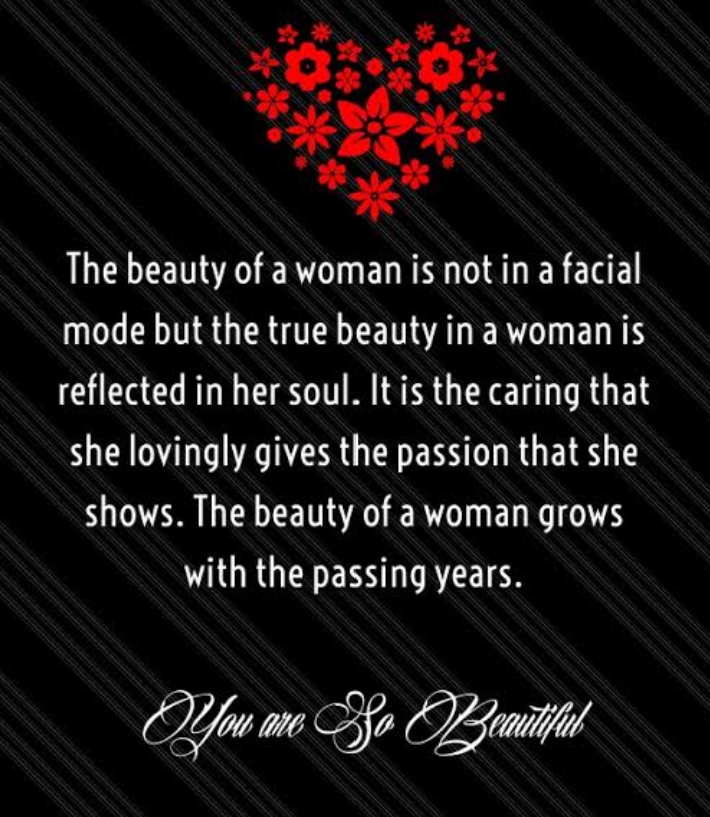 The beauty of a woman is not in a facial
mode but the true beauty in a woman is
reflected in her soul. It is the caring that
she lovingly gives the passion that she
shows. The beauty of a woman grows
with the passing years.
You are So Beautiful